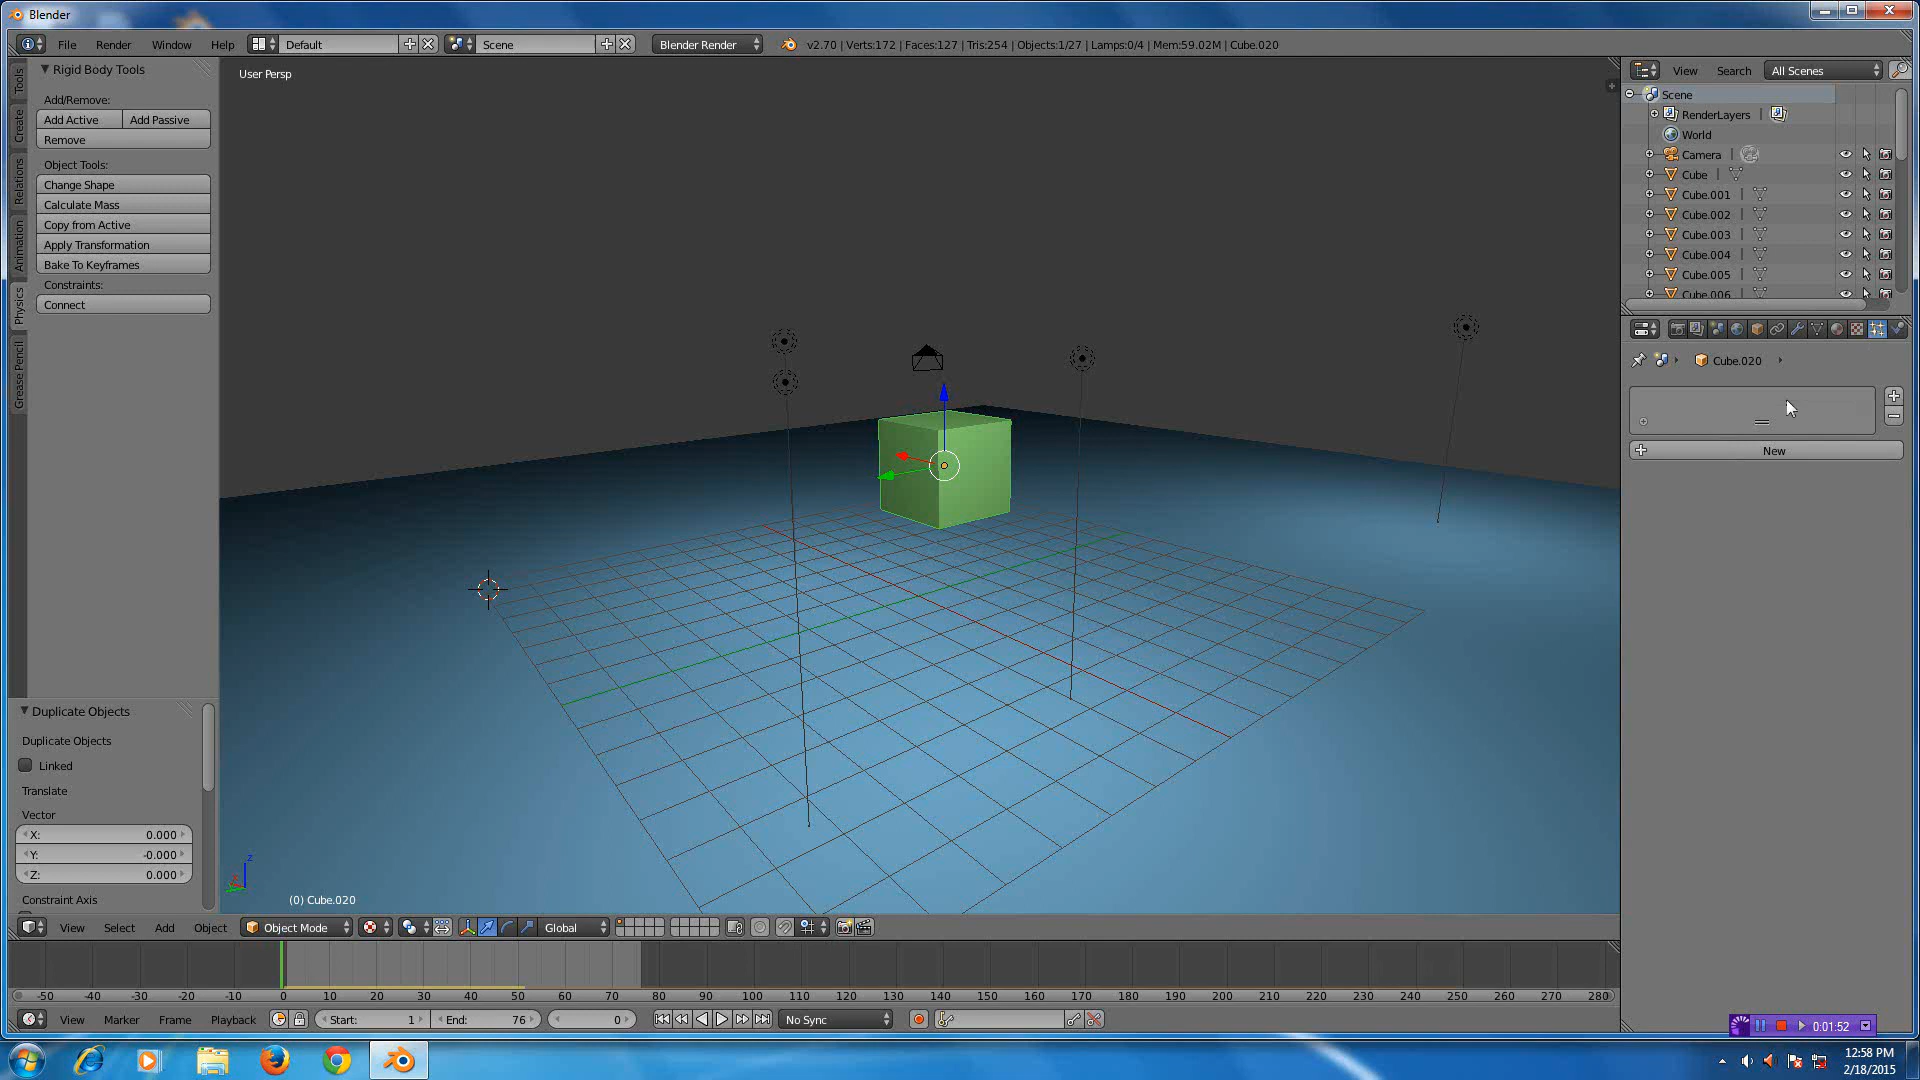 Blender
File Render Window Help Default Scene Blender Render v2.70 | Verts:172 | Faces:127 | Tris:254 | Objects:1/27 | Lamps:0/4 | Mem:59.02M | Cube.020
Rigid Body Tools
Add/Remove:
Add Active Add Passive
Remove
Object Tools:
Change Shape
Calculate Mass
Copy from Active
Apply Transformation
Bake To Keyframes
Constraints:
Connect
Tools
Create
Relations
Animation
Physics
Grease Pencil
Duplicate Objects
Duplicate Objects
Linked
Translate
Vector
X: 0.000
Y: -0.000
Z: 0.000
Constraint Axis
User Persp
z
(0) Cube.020
View Select Add Object Object Mode Global
View Search All Scenes
Scene
RenderLayers |
World
Camera |
Cube |
Cube.001 |
Cube.002 |
Cube.003 |
Cube.004 |
Cube.005 |
Cube.006 |
Cube.020
New
-50 -40 -30 -20 -10 0 10 20 30 40 50 60 70 80 90 100 110 120 130 140 150 160 170 180 190 200 210 220 230 240 250 260 270 280
View Marker Frame Playback Start: 1 End: 76 0 No Sync
0:01:52
12:58 PM
2/18/2015